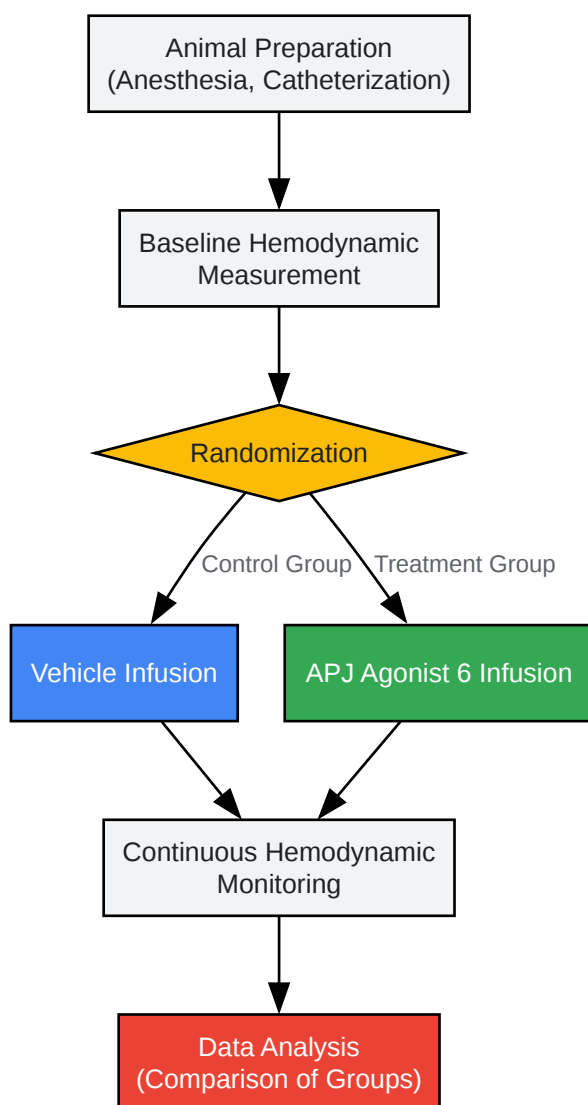 Animal Preparation
(Anesthesia, Catheterization)
Baseline Hemodynamic
Measurement
Randomization
Control Group
Treatment Group
Vehicle Infusion
APJ Agonist 6 Infusion
Continuous Hemodynamic
Monitoring
Data Analysis
(Comparison of Groups)